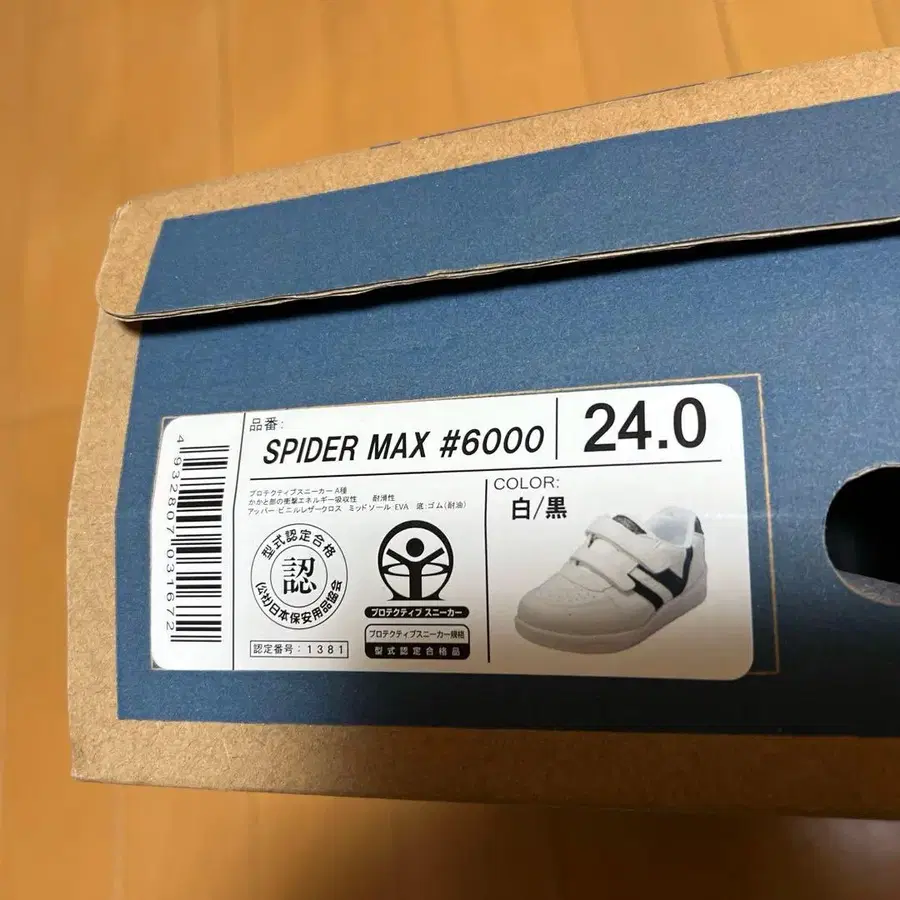 品番:
SPIDER MAX #6000
24.0
プロテクティブスニーカー A種
かかと部の衝撃エネルギー吸収性 耐滑性
アッパー:ビニルレザークロス ミッドソール:EVA 底:ゴム(耐油)
COLOR:
白/黒
型式認定合格
認
(公社)日本保安用品協会
認定番号:1381
プロテクティブ スニーカー
プロテクティブスニーカー規格
型式認定合格品
4932807031672